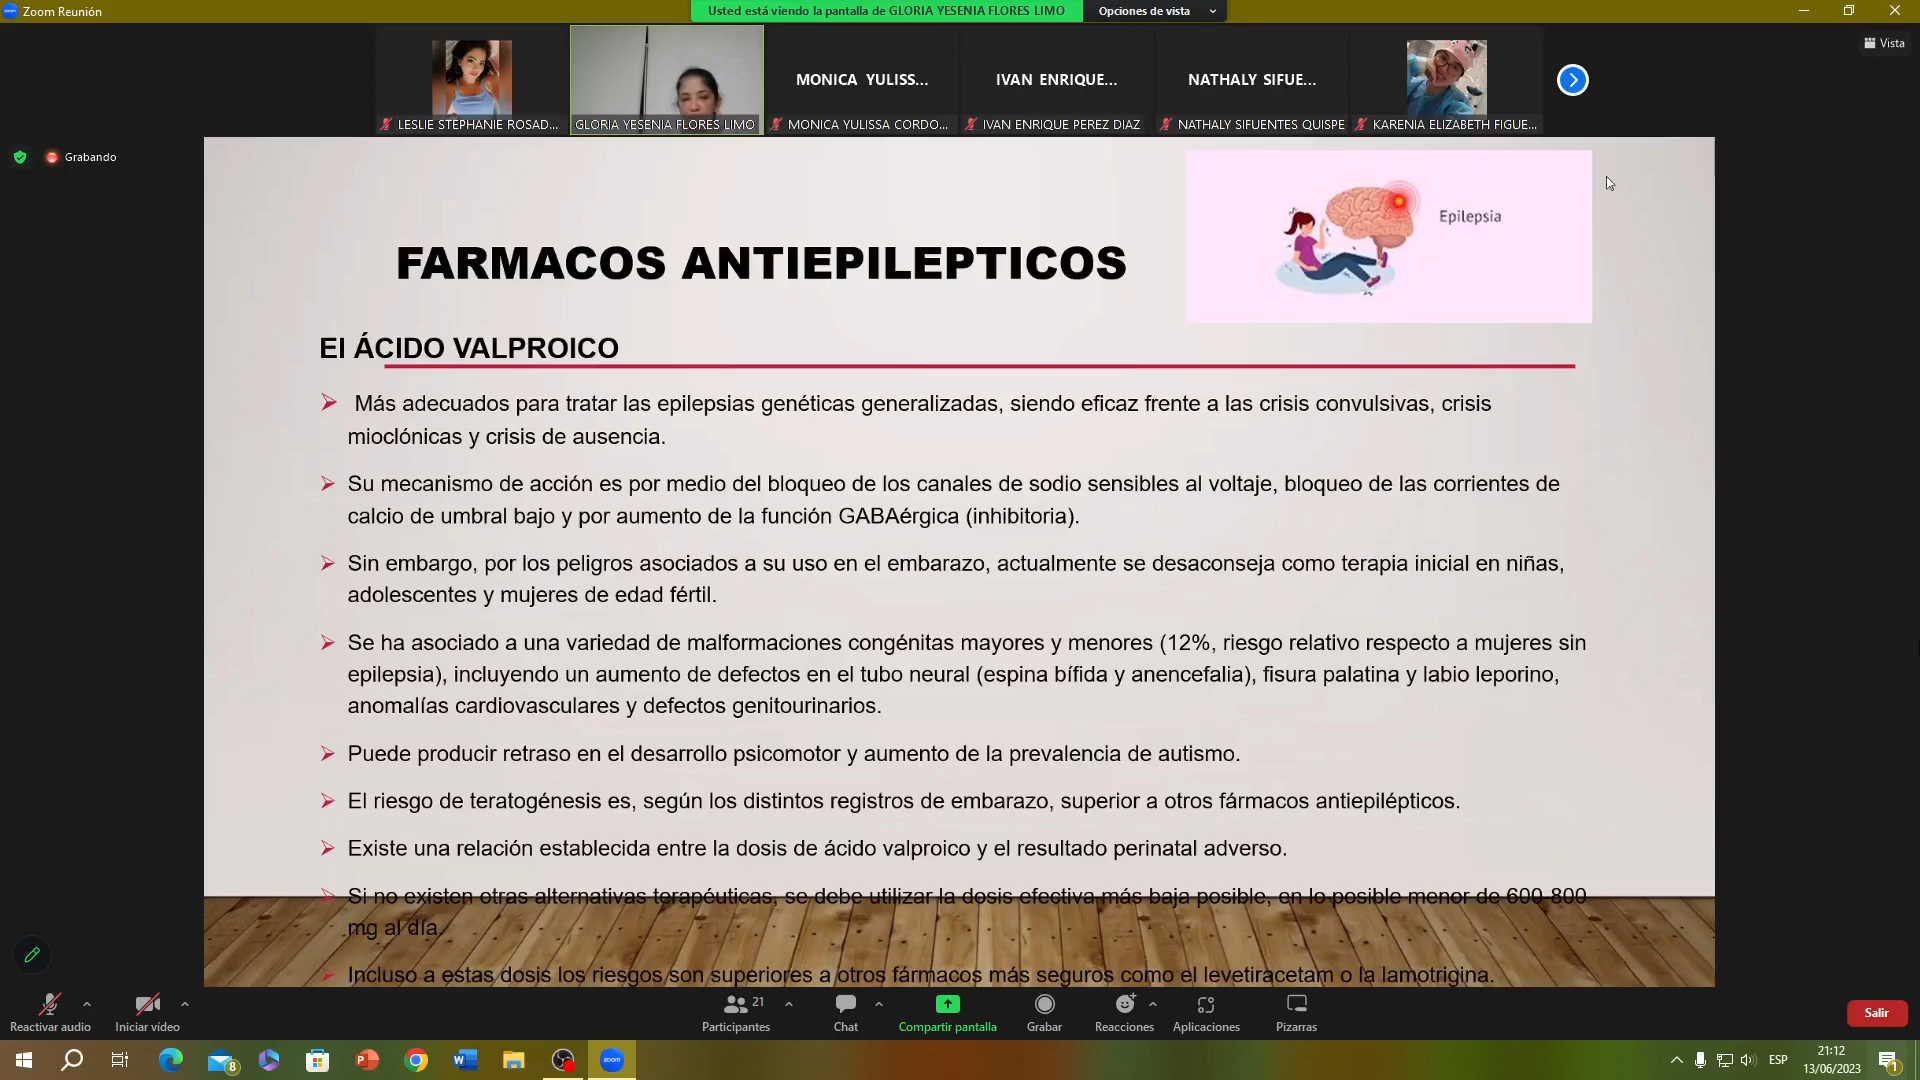 Zoom Reunión
Usted está viendo la pantalla de GLORIA YESENIA FLORES LIMO
Opciones de vista
Vista
MONICA YULISS...
IVAN ENRIQUE...
NATHALY SIFUE...
LESLIE STEPHANIE ROSAD...
GLORIA YESENIA FLORES LIMO
MONICA YULISSA CORDO...
IVAN ENRIQUE PEREZ DIAZ
NATHALY SIFUENTES QUISPE
KARENIA ELIZABETH FIGUE...
Grabando
Epilepsia
FARMACOS ANTIEPILEPTICOS
El ÁCIDO VALPROICO
Más adecuados para tratar las epilepsias genéticas generalizadas, siendo eficaz frente a las crisis convulsivas, crisis
mioclónicas y crisis de ausencia.
Su mecanismo de acción es por medio del bloqueo de los canales de sodio sensibles al voltaje, bloqueo de las corrientes de
calcio de umbral bajo y por aumento de la función GABAérgica (inhibitoria).
Sin embargo, por los peligros asociados a su uso en el embarazo, actualmente se desaconseja como terapia inicial en niñas,
adolescentes y mujeres de edad fértil.
Se ha asociado a una variedad de malformaciones congénitas mayores y menores (12%, riesgo relativo respecto a mujeres sin
epilepsia), incluyendo un aumento de defectos en el tubo neural (espina bífida y anencefalia), fisura palatina y labio leporino,
anomalías cardiovasculares y defectos genitourinarios.
Puede producir retraso en el desarrollo psicomotor y aumento de la prevalencia de autismo.
El riesgo de teratogénesis es, según los distintos registros de embarazo, superior a otros fármacos antiepilépticos.
Existe una relación establecida entre la dosis de ácido valproico y el resultado perinatal adverso.
Si no existen otras alternativas terapéuticas, se debe utilizar la dosis efectiva más baja posible, en lo posible menor de 600-800
mg al día.
Incluso a estas dosis los riesgos son superiores a otros fármacos más seguros como el levetiracetam o la lamotrigina.
Reactivar audio
Iniciar vídeo
21
Participantes
Chat
Compartir pantalla
Grabar
Reacciones
Aplicaciones
Pizarras
Salir
8
zoom
ESP
21:12
13/06/2023
1